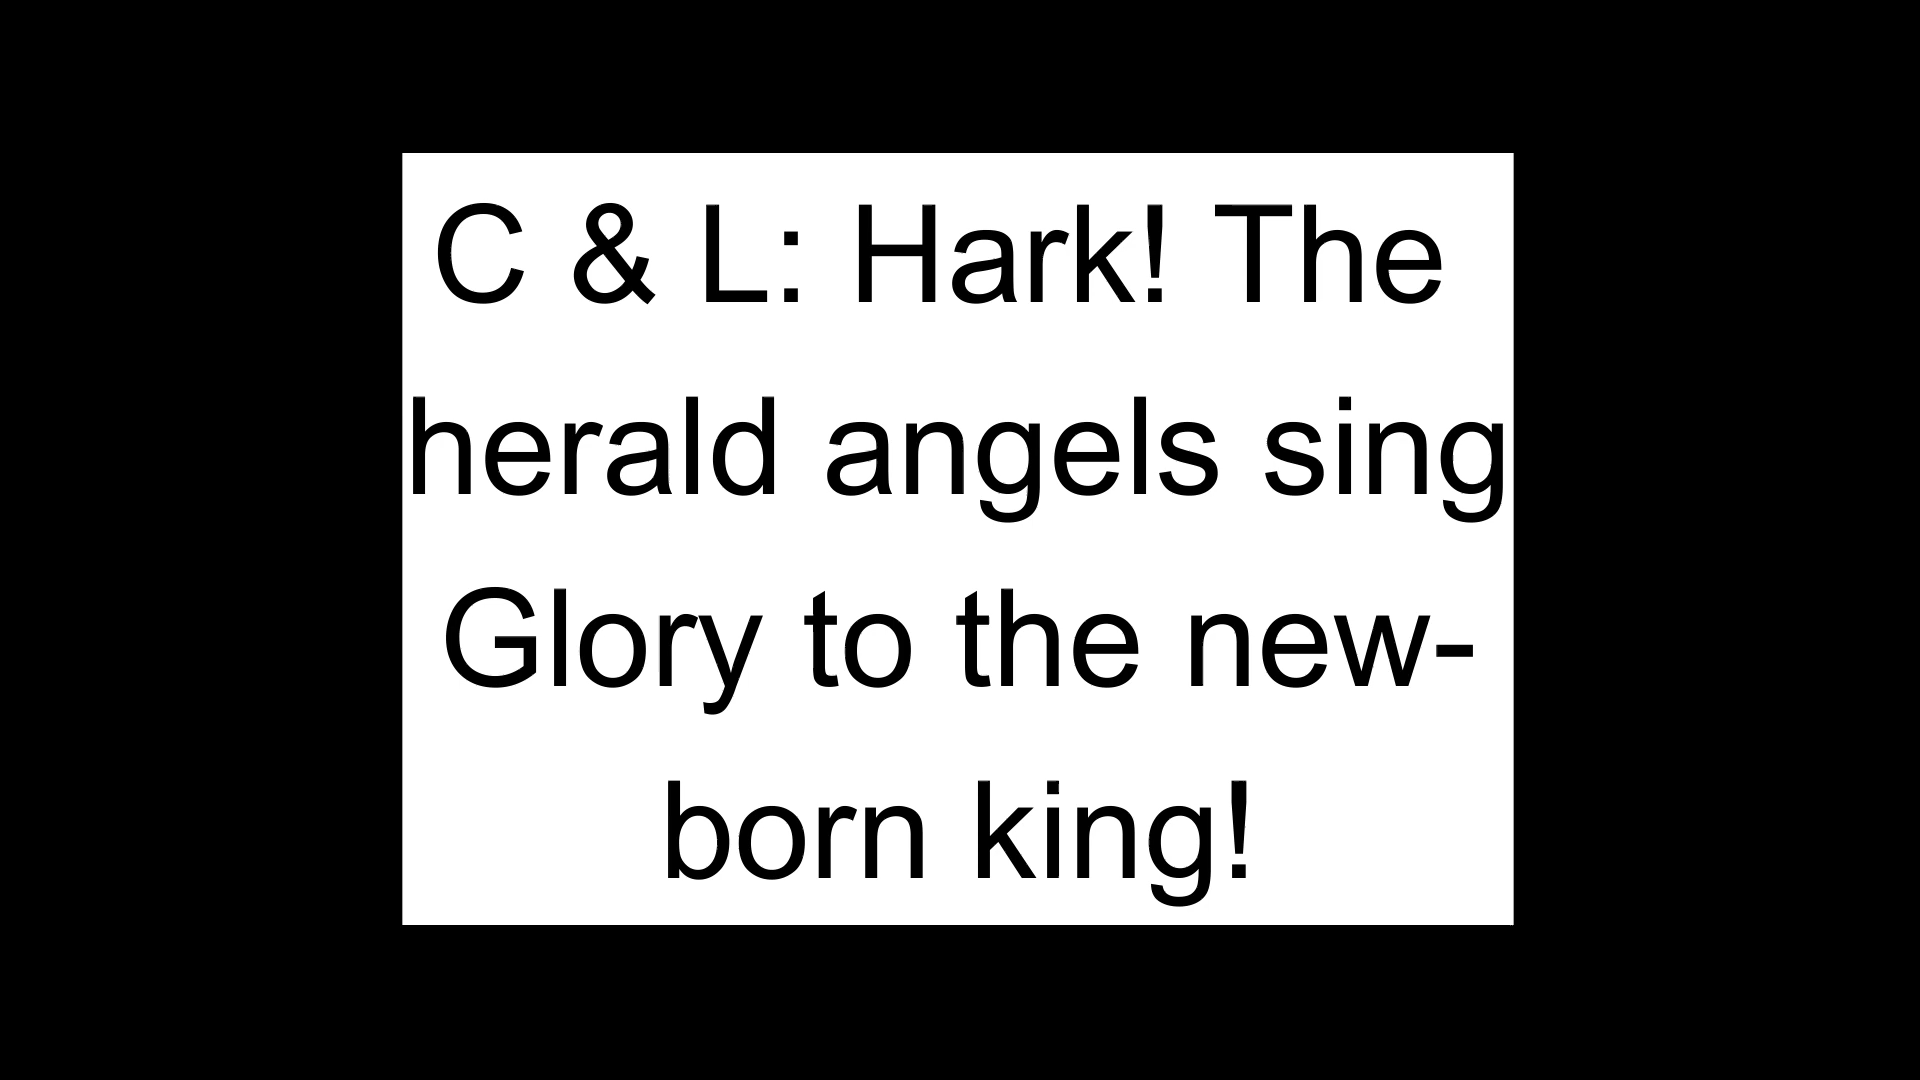 C & L: Hark! The
herald angels sing
Glory to the new-
born king!